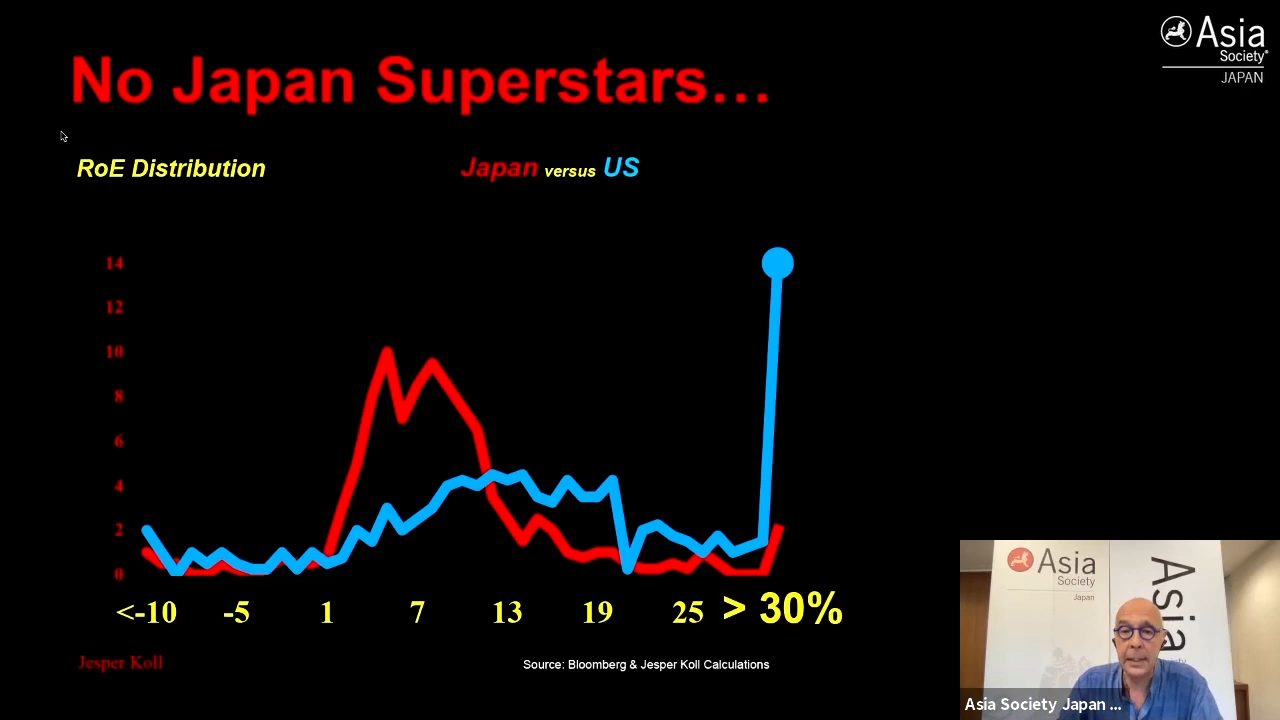 No Japan Superstars...
Asia
Society
JAPAN
RoE Distribution
Japan versus US
14
12
10
8
6
4
2
0
<-10 -5 1 7 13 19 25 > 30%
Jesper Koll
Source: Bloomberg & Jesper Koll Calculations
Asia
Society
Japan
Asia
Asia Society Japan ...